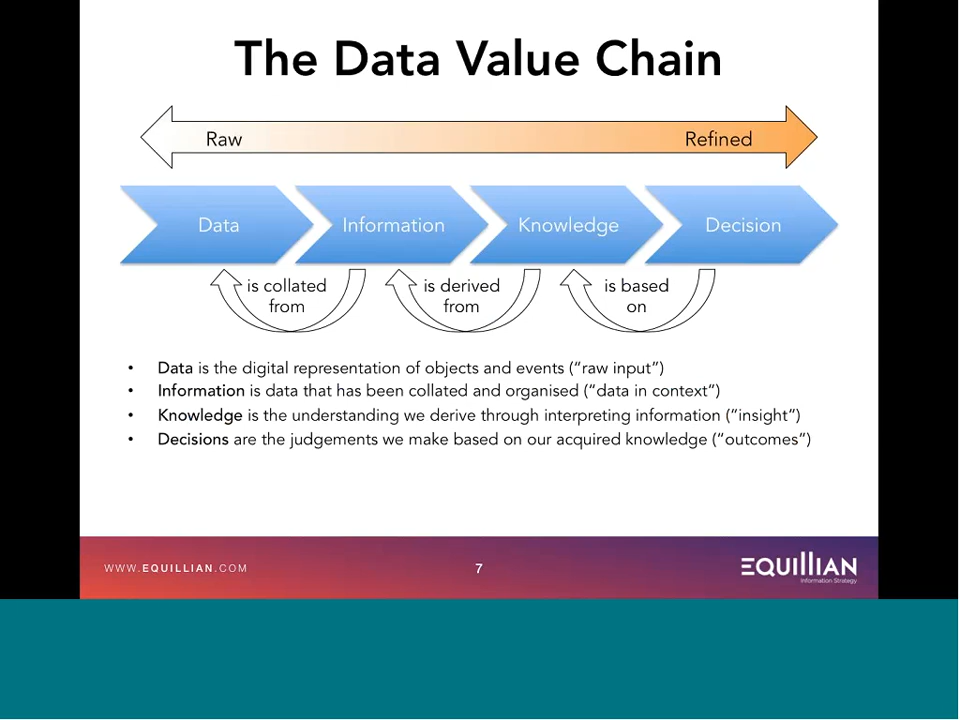 The Data Value Chain
Raw
Refined
Data
Information
Knowledge
Decision
is collated
from
is derived
from
is based
on
• Data is the digital representation of objects and events (“raw input”)
• Information is data that has been collated and organised (“data in context”)
• Knowledge is the understanding we derive through interpreting information (“insight”)
• Decisions are the judgements we make based on our acquired knowledge (“outcomes”)
WWW.EQUILLIAN.COM
7
EQUILLIAN
Information Strategy